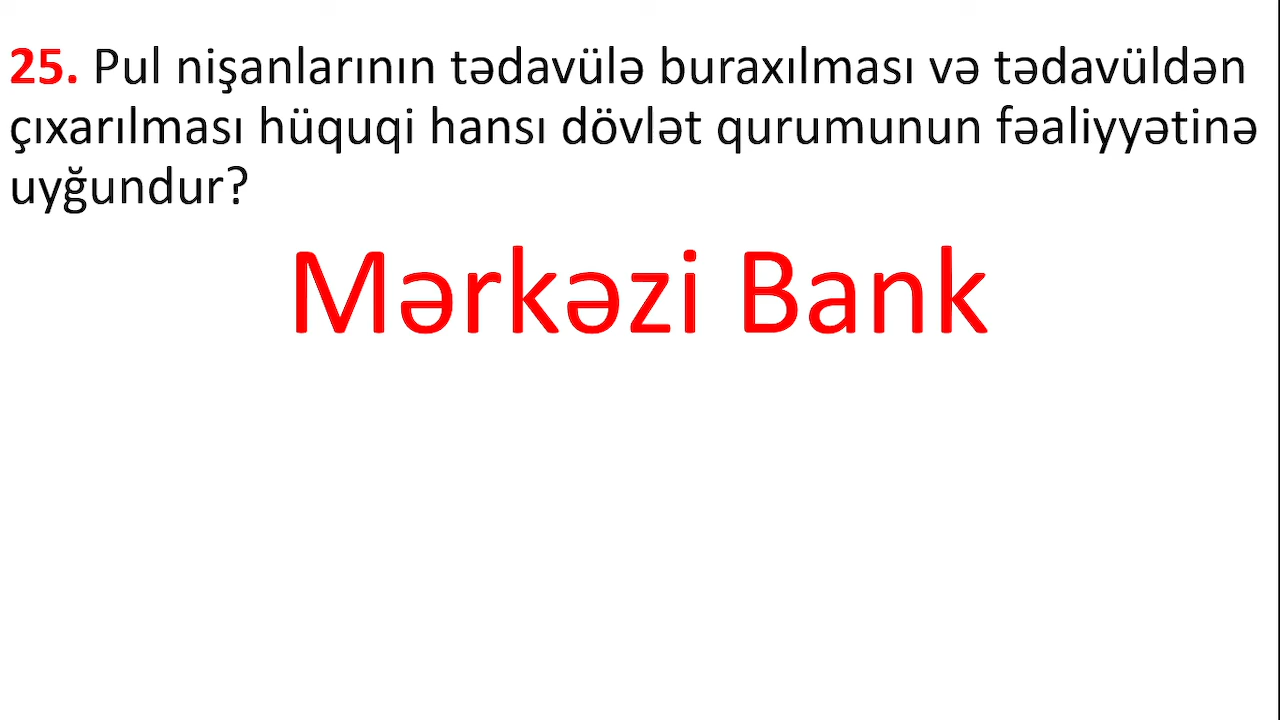 25. Pul nişanlarının tədavülə buraxılması və tədavüldən
çıxarılması hüquqi hansı dövlət qurumunun fəaliyyətinə
uyğundur?
Mərkəzi Bank